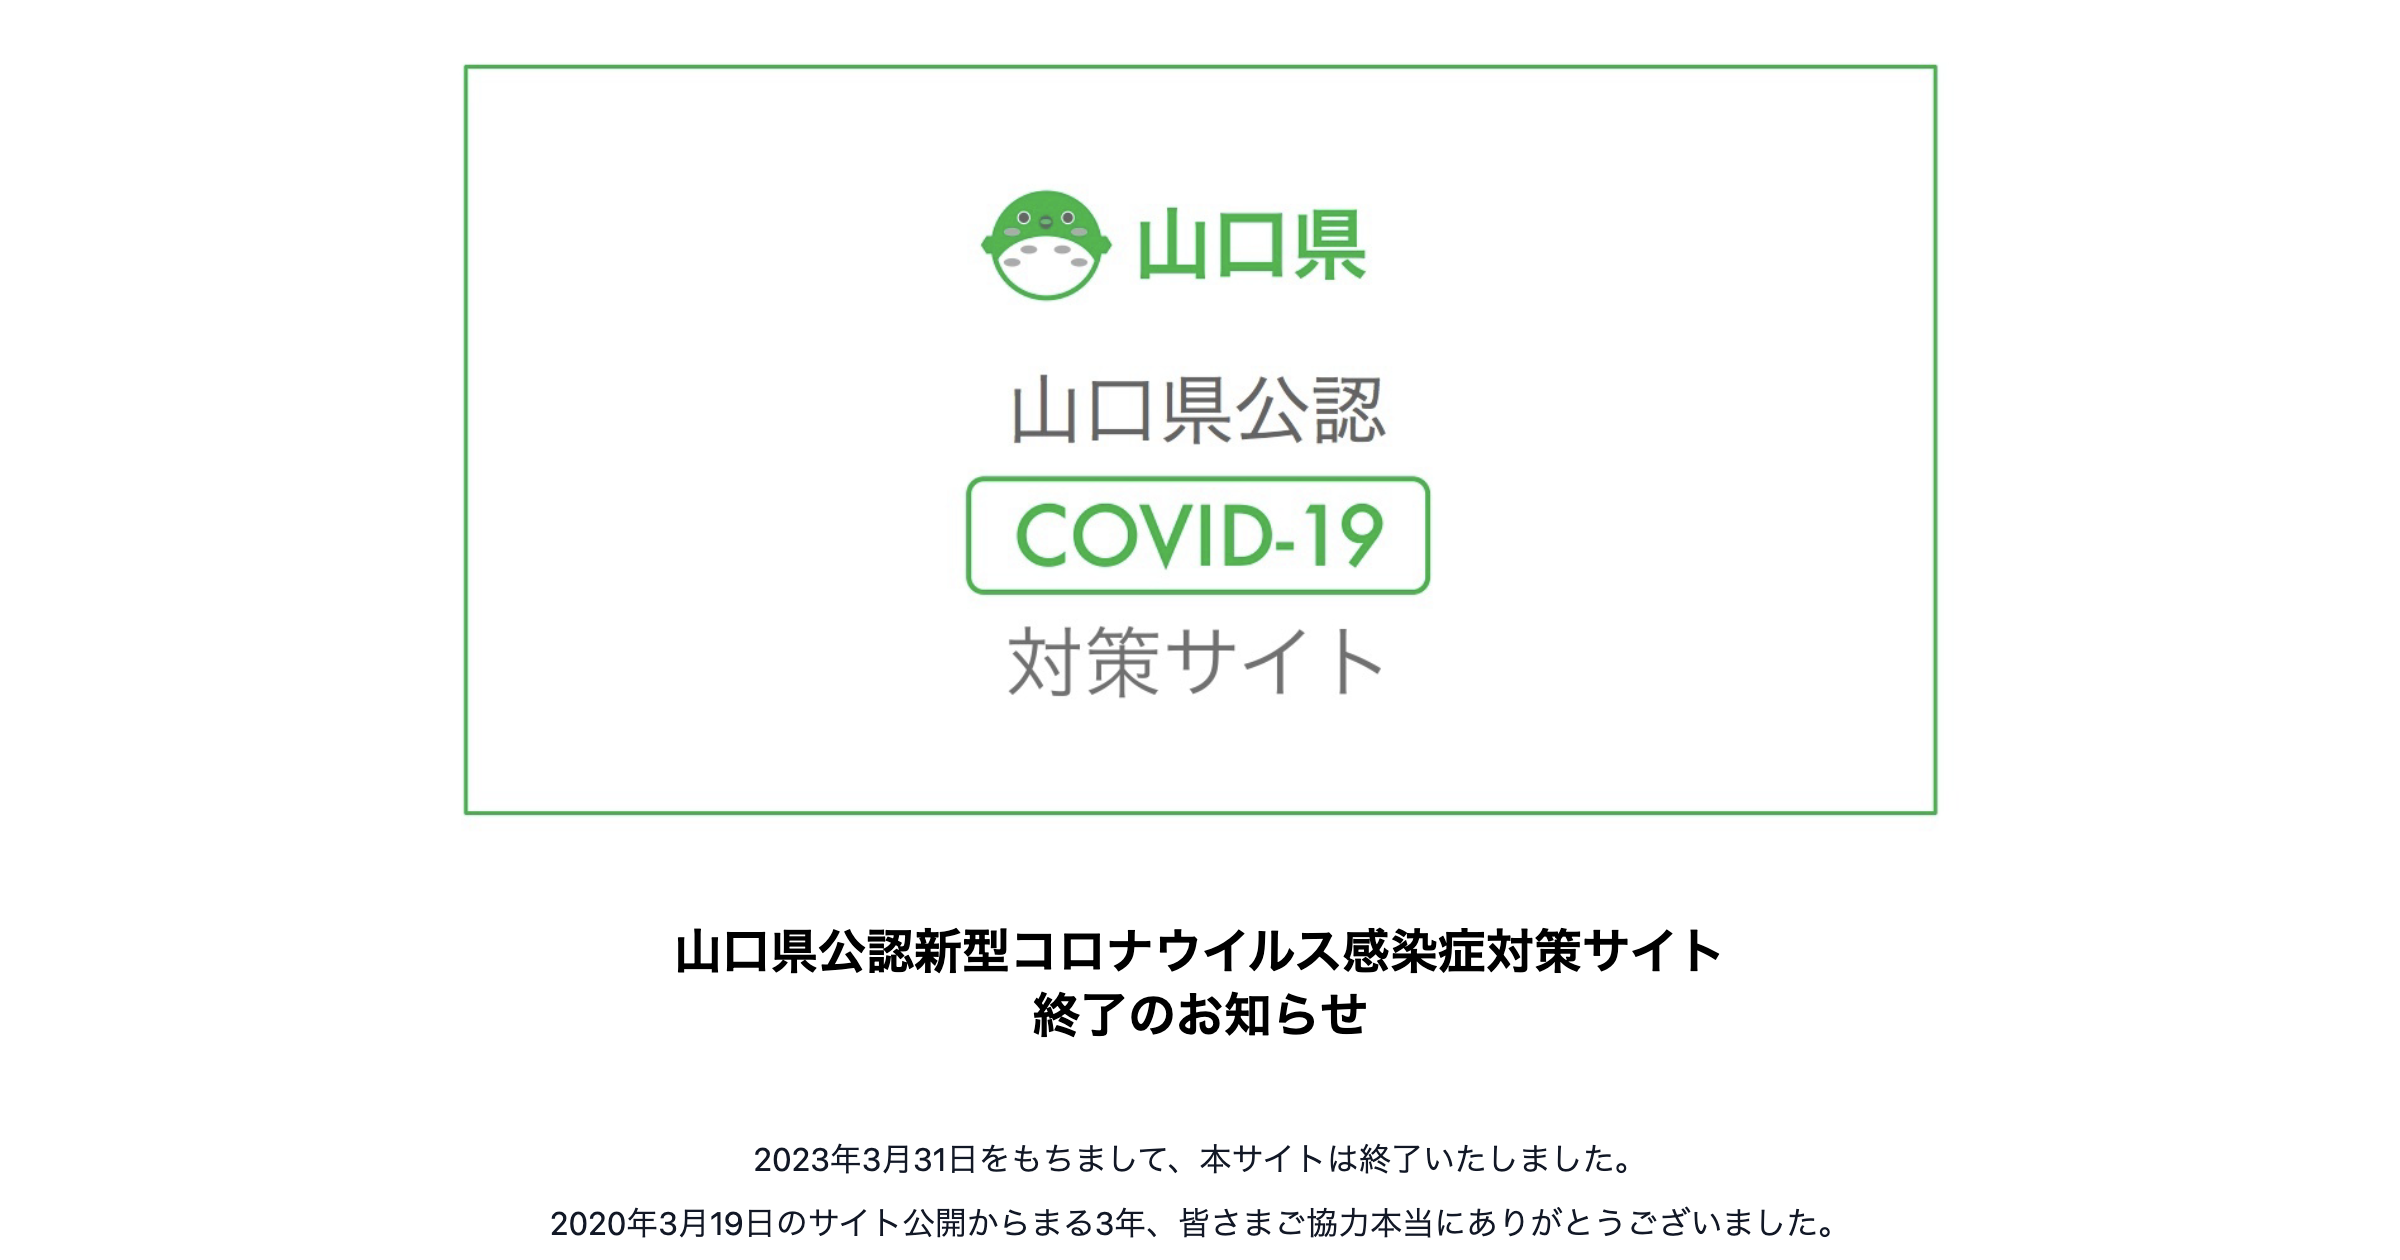 山口県
山口県公認
COVID-19
対策サイト
山口県公認新型コロナウイルス感染症対策サイト
終了のお知らせ
2023年3月31日をもちまして、本サイトは終了いたしました。
2020年3月19日のサイト公開からまる3年、皆さまご協力本当にありがとうございました。